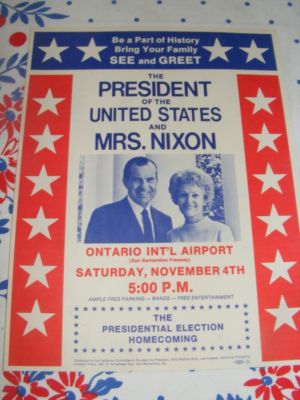 Be a Part of History
Bring Your Family
SEE and GREET
THE
PRESIDENT
OF THE
UNITED STATES
AND
MRS. NIXON
ONTARIO INT'L AIRPORT
(San Bernardino Freeway)
SATURDAY, NOVEMBER 4TH
5:00 P.M.
AMPLE FREE PARKING — BANDS — FREE ENTERTAINMENT
THE
PRESIDENTIAL ELECTION
HOMECOMING